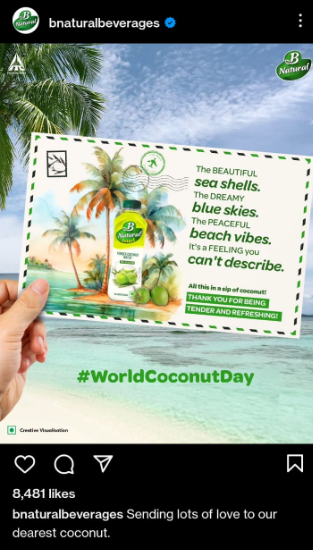 bnaturalbeverages
ITC
B
Natural
The BEAUTIFUL
sea shells.
The DREAMY
blue skies.
The PEACEFUL
beach vibes.
It's a FEELING you
can't describe.
B
Natural
All this in a sip of coconut!
THANK YOU FOR BEING
TENDER AND REFRESHING!
#WorldCoconutDay
Creative Visualisation
8,481 likes
bnaturalbeverages Sending lots of love to our
dearest coconut.